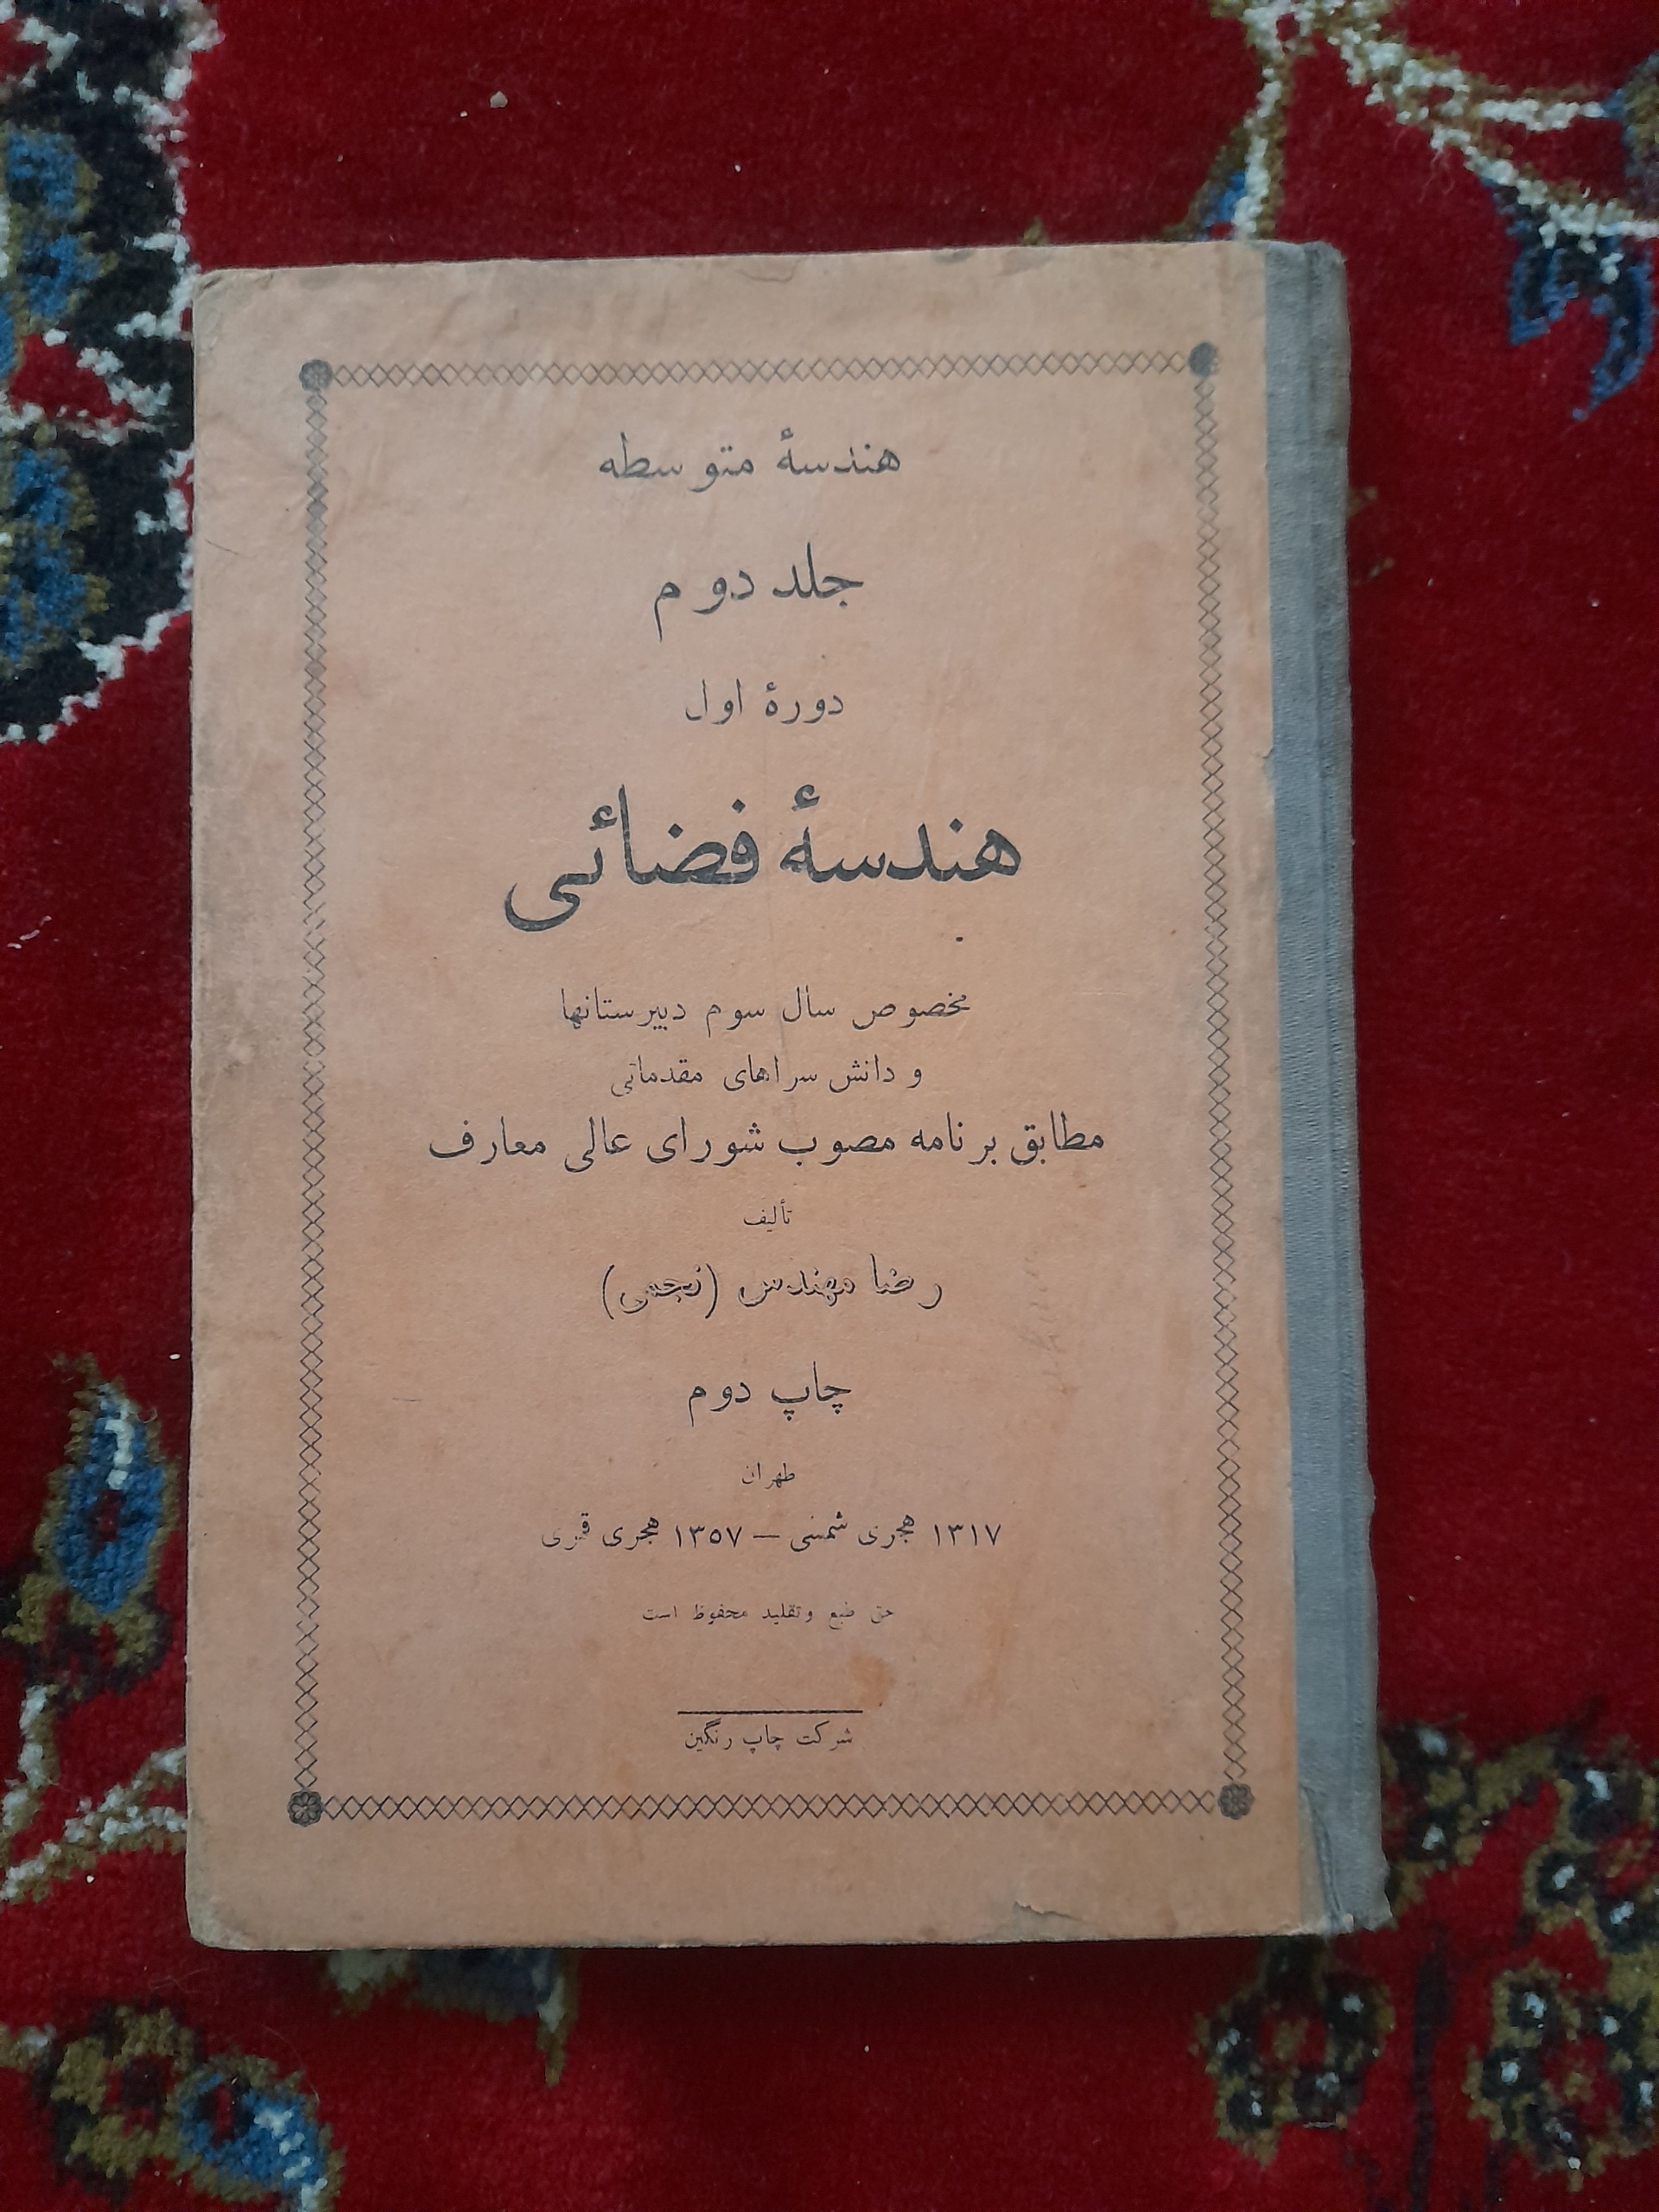 هندسهٔ متوسطه
جلد دوم
دورهٔ اول
هندسهٔ فضائی
مخصوص سال سوم دبیرستانها
و دانش سراهای مقدماتی
مطابق برنامه مصوب شورای عالی معارف
تألیف
رضا مهندس (نجمی)
چاپ دوم
طهران
۱۳۱۷ هجری شمسی — ۱۳۵۷ هجری قمری
حق طبع و تقلید محفوظ است
شرکت چاپ رنگین